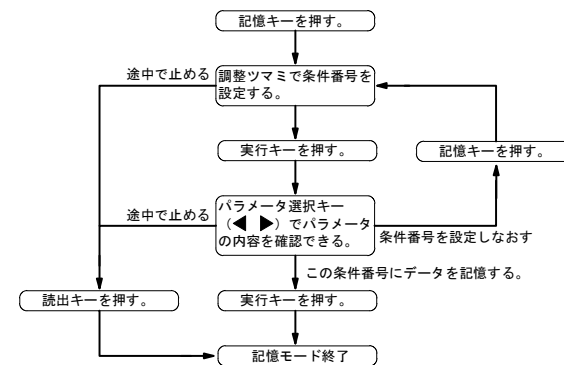 記憶キーを押す。
途中で止める
調整ツマミで条件番号を
設定する。
実行キーを押す。
記憶キーを押す。
途中で止める
パラメータ選択キー
（◀ ▶）でパラメータ
の内容を確認できる。
条件番号を設定しなおす
この条件番号にデータを記憶する。
読出キーを押す。
実行キーを押す。
記憶モード終了